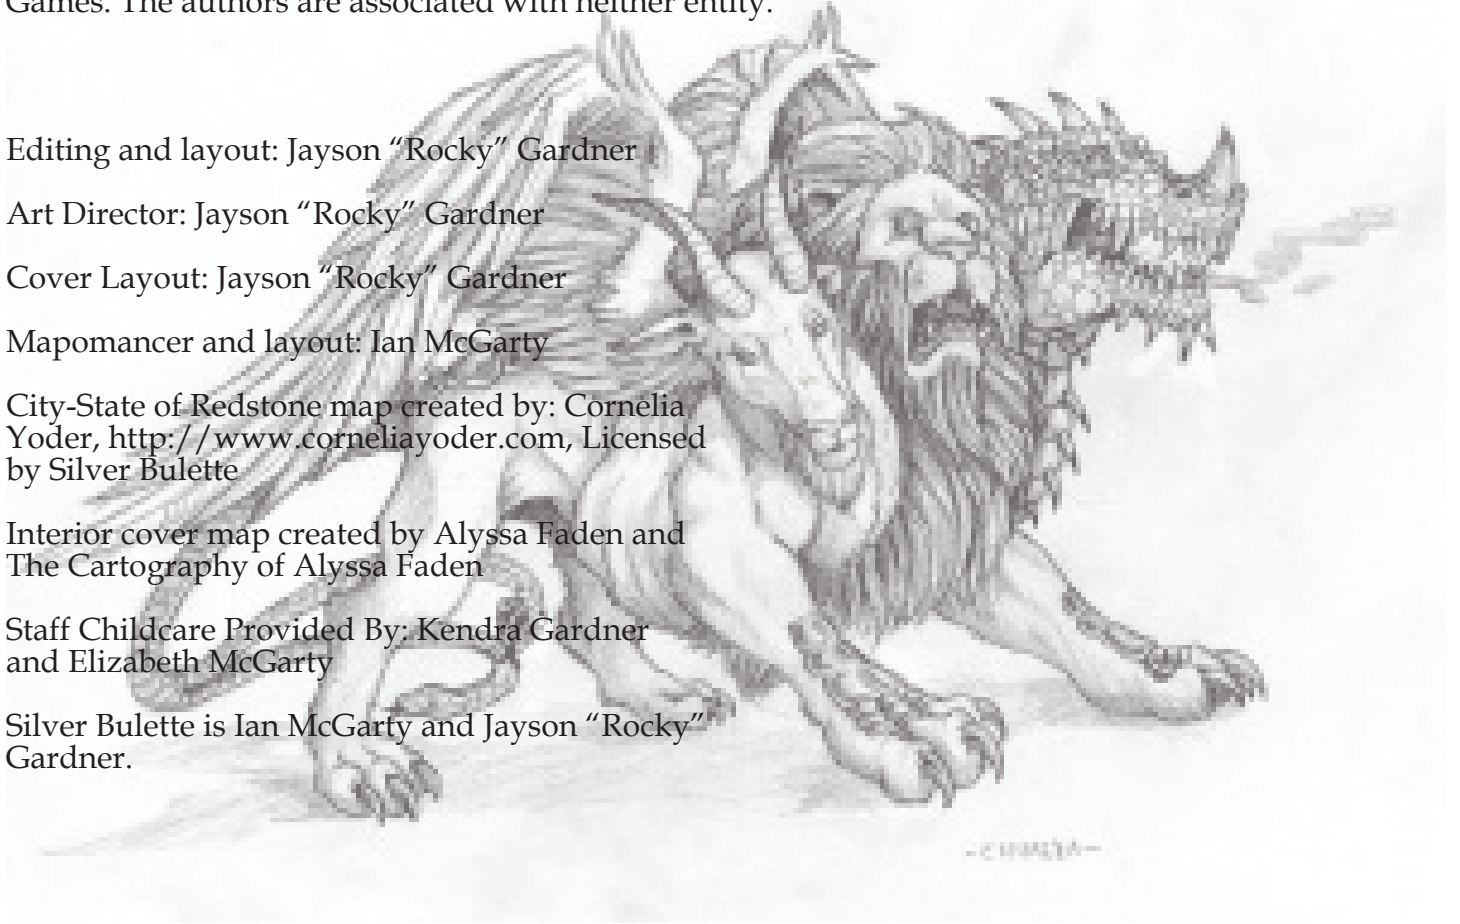 Games. The authors are associated with neither entity.
Editing and layout: Jayson “Rocky” Gardner
Art Director: Jayson “Rocky” Gardner
Cover Layout: Jayson “Rocky” Gardner
Mapomancer and layout: Ian McGarty
City-State of Redstone map created by: Cornelia
Yoder, http://www.corneliayoder.com, Licensed
by Silver Bulette
Interior cover map created by Alyssa Faden and
The Cartography of Alyssa Faden
Staff Childcare Provided By: Kendra Gardner
and Elizabeth McGarty
Silver Bulette is Ian McGarty and Jayson “Rocky”
Gardner.